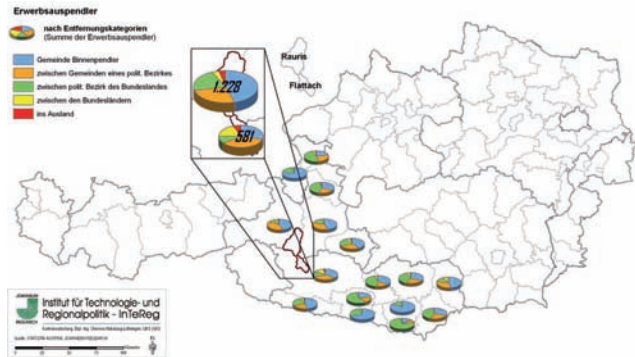 Erwerbsauspendler
nach Entfernungskategorien
(Summe der Erwerbsauspendler)
Gemeinde Binnenpendler
zwischen Gemeinden eines polit. Bezirkes
zwischen polit. Bezirk des Bundeslandes
zwischen den Bundesländern
ins Ausland
1.228
581
Rauris
Flattach
JOANNEUM
RESEARCH
Institut für Technologie- und
Regionalpolitik - InTeReg